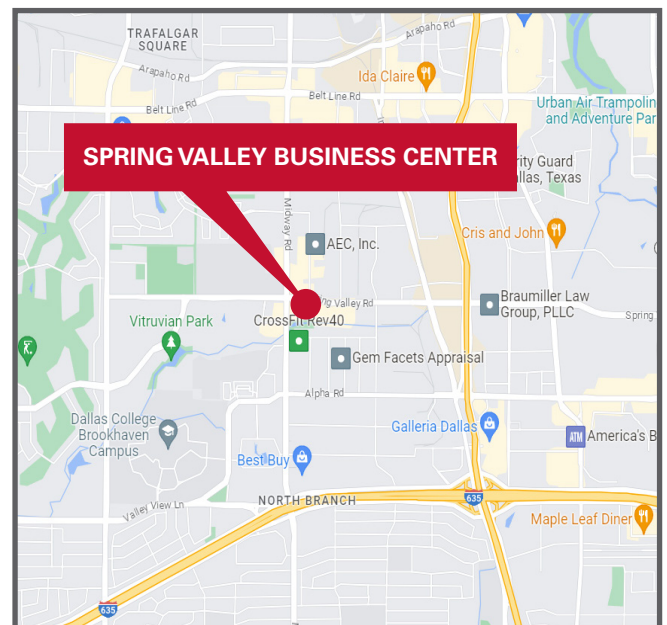 TRAFALGAR
SQUARE
Arapaho Rd
Arapaho Rd
Ida Claire
Belt Line Rd
Belt Line Rd
Urban Air Trampolin
and Adventure Par
SPRING VALLEY BUSINESS CENTER
rity Guard
llas, Texas
Midway Rd
AEC, Inc.
Cris and John
ng Valley Rd
Braumiller Law
Group, PLLC
Spring
Vitruvian Park
CrossFit Rev40
Gem Facets Appraisal
Alpha Rd
Dallas College
Brookhaven
Campus
Galleria Dallas
ATM
America's B
Best Buy
NORTH BRANCH
635
Valley View Ln
Maple Leaf Diner
635